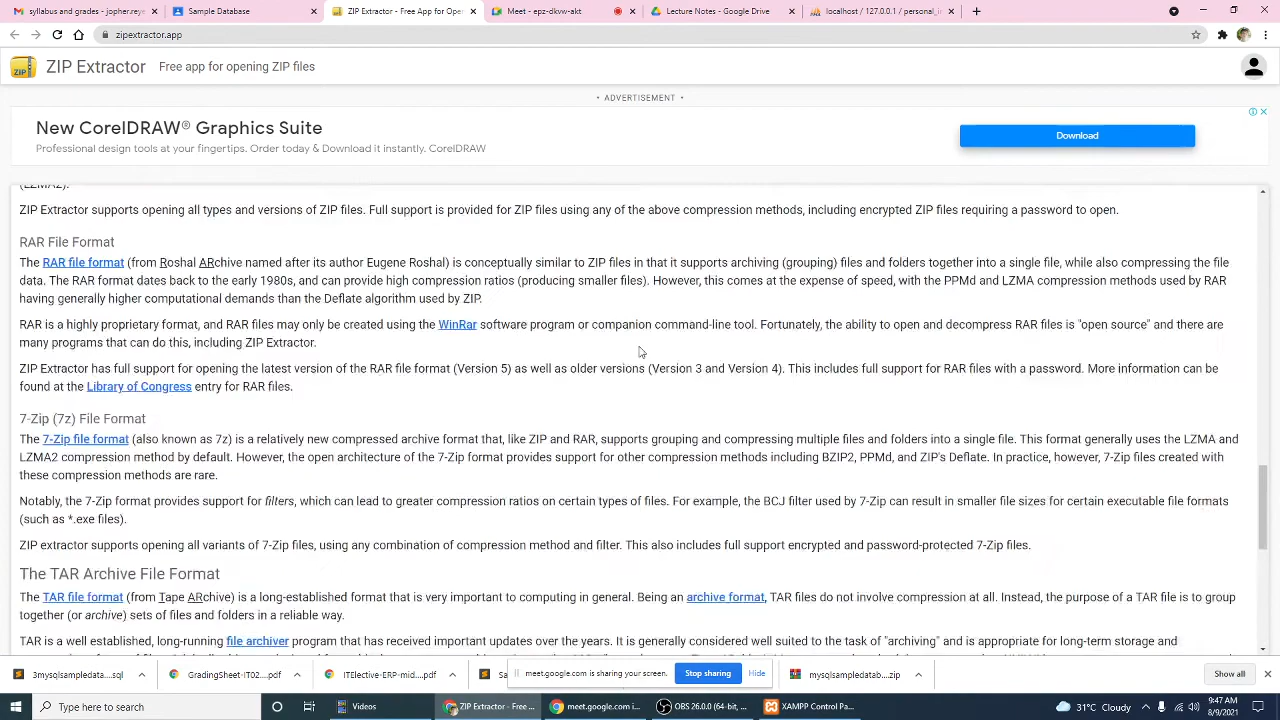 syllabus and grades - jopher.rey
Sample Database
ZIP Extractor - Free App for Open
Meet - epz-dkvw-akt
Lecture Notes - Google Drive
localhost / 127.0.0.1 / personal_i
zipextractor.app
ZIP Extractor Free app for opening ZIP files
• ADVERTISEMENT •
New CorelDRAW® Graphics Suite
Professional design tools at your fingertips. Order today & Download it instantly. CorelDRAW
Download
(LZMA2).
ZIP Extractor supports opening all types and versions of ZIP files. Full support is provided for ZIP files using any of the above compression methods, including encrypted ZIP files requiring a password to open.
RAR File Format
The RAR file format (from Roshal ARchive named after its author Eugene Roshal) is conceptually similar to ZIP files in that it supports archiving (grouping) files and folders together into a single file, while also compressing the file
data. The RAR format dates back to the early 1980s, and can provide high compression ratios (producing smaller files). However, this comes at the expense of speed, with the PPMd and LZMA compression methods used by RAR
having generally higher computational demands than the Deflate algorithm used by ZIP.
RAR is a highly proprietary format, and RAR files may only be created using the WinRar software program or companion command-line tool. Fortunately, the ability to open and decompress RAR files is "open source" and there are
many programs that can do this, including ZIP Extractor.
ZIP Extractor has full support for opening the latest version of the RAR file format (Version 5) as well as older versions (Version 3 and Version 4). This includes full support for RAR files with a password. More information can be
found at the Library of Congress entry for RAR files.
7-Zip (7z) File Format
The 7-Zip file format (also known as 7z) is a relatively new compressed archive format that, like ZIP and RAR, supports grouping and compressing multiple files and folders into a single file. This format generally uses the LZMA and
LZMA2 compression method by default. However, the open architecture of the 7-Zip format provides support for other compression methods including BZIP2, PPMd, and ZIP's Deflate. In practice, however, 7-Zip files created with
these compression methods are rare.
Notably, the 7-Zip format provides support for filters, which can lead to greater compression ratios on certain types of files. For example, the BCJ filter used by 7-Zip can result in smaller file sizes for certain executable file formats
(such as *.exe files).
ZIP extractor supports opening all variants of 7-Zip files, using any combination of compression method and filter. This also includes full support encrypted and password-protected 7-Zip files.
The TAR Archive File Format
The TAR file format (from Tape ARchive) is a long-established format that is very important to computing in general. Being an archive format, TAR files do not involve compression at all. Instead, the purpose of a TAR file is to group
together (or archive) sets of files and folders in a reliable way.
TAR is a well established, long-running file archiver program that has received important updates over the years. It is generally considered well suited to the task of "archiving" and is appropriate for long-term storage and
3mysqlsampledata....sql
GradingSheet-IT02....pdf
ITElective-ERP-mid....pdf
Sa
meet.google.com is sharing your screen.
Stop sharing
Hide
mysqlsampledatab...zip
Show all
Type here to search
Videos
ZIP Extractor - Free ...
meet.google.com i...
OBS 26.0.0 (64-bit, ...
XAMPP Control Pa...
31°C Cloudy
9:47 AM
8/9/2021